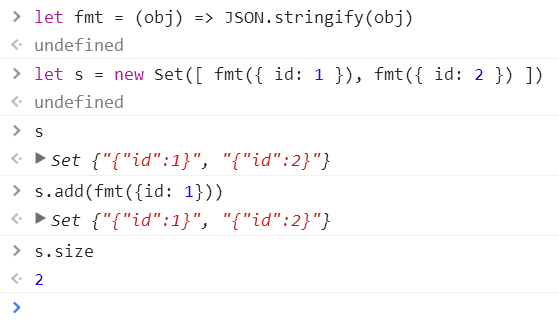 > let fmt = (obj) => JSON.stringify(obj)
<· undefined
> let s = new Set([ fmt({ id: 1 }), fmt({ id: 2 }) ])
<· undefined
> s
<· ▶ Set {"{"id":1}", "{"id":2}"}
> s.add(fmt({id: 1}))
<· ▶ Set {"{"id":1}", "{"id":2}"}
> s.size
<· 2
>